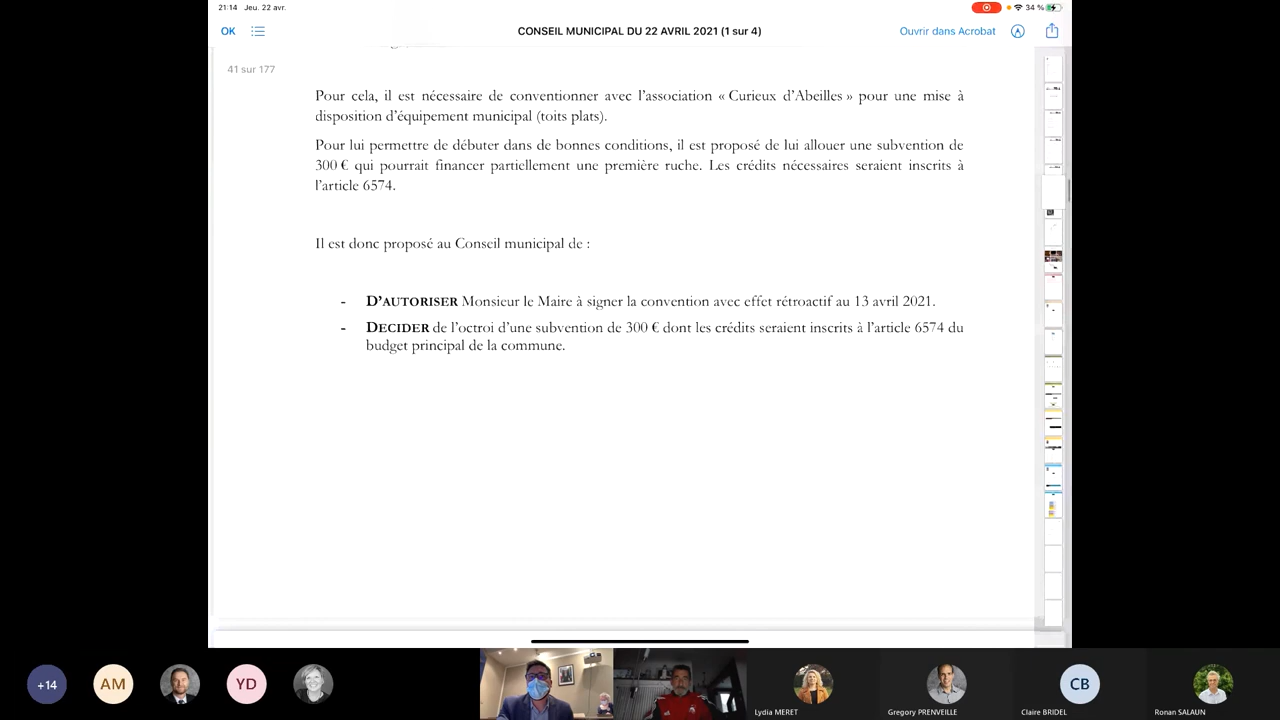 21:14 Jeu. 22 avr.
34 %
OK
CONSEIL MUNICIPAL DU 22 AVRIL 2021 (1 sur 4)
Ouvrir dans Acrobat
41 sur 177
Pour cela, il est nécessaire de conventionner avec l'association « Curieux d'Abeilles » pour une mise à
disposition d'équipement municipal (toits plats).
Pour lui permettre de débuter dans de bonnes conditions, il est proposé de lui allouer une subvention de
300 € qui pourrait financer partiellement une première ruche. Les crédits nécessaires seraient inscrits à
l'article 6574.
Il est donc proposé au Conseil municipal de :
- D'AUTORISER Monsieur le Maire à signer la convention avec effet rétroactif au 13 avril 2021.
- DECIDER de l'octroi d'une subvention de 300 € dont les crédits seraient inscrits à l'article 6574 du
budget principal de la commune.
+14
AM
YD
CB
Lydia MERET
Gregory PRENVEILLE
Claire BRIDEL
Ronan SALAUN